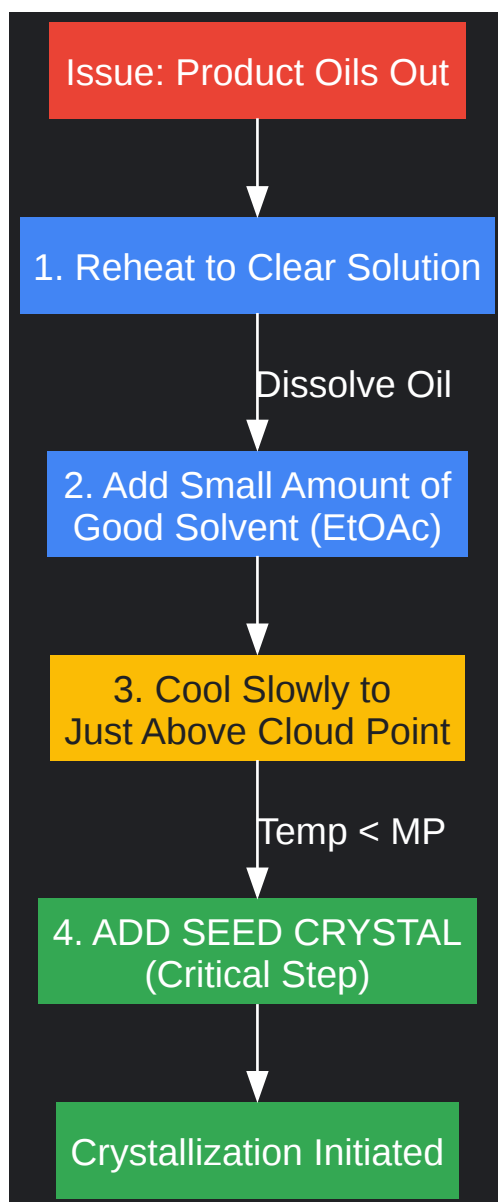 Issue: Product Oils Out
1. Reheat to Clear Solution
Dissolve Oil
2. Add Small Amount of
Good Solvent (EtOAc)
3. Cool Slowly to
Just Above Cloud Point
Temp < MP
4. ADD SEED CRYSTAL
(Critical Step)
Crystallization Initiated